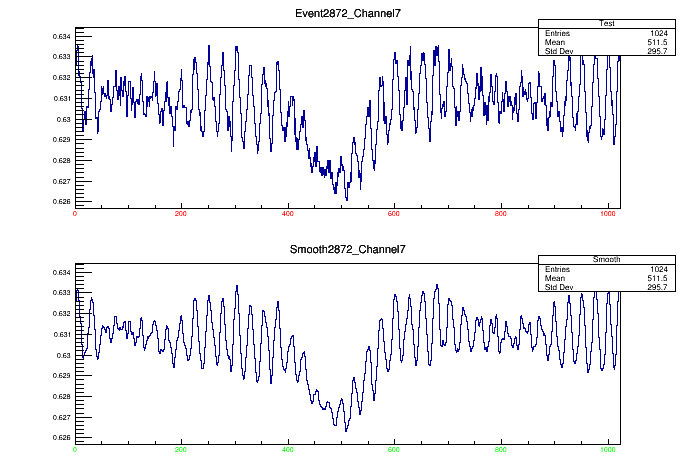 Event2872_Channel7
Test
Entries 1024
Mean 511.5
Std Dev 295.7
0.634
0.633
0.632
0.631
0.63
0.629
0.628
0.627
0.626
0 200 400 600 800 1000
Smooth2872_Channel7
Smooth
Entries 1024
Mean 511.5
Std Dev 295.7
0.634
0.633
0.632
0.631
0.63
0.629
0.628
0.627
0.626
0 200 400 600 800 1000